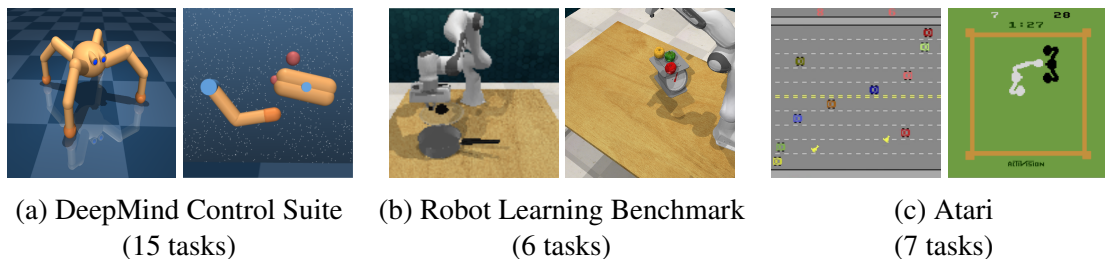 7 28
1:27
ACTIVISION
(a) DeepMind Control Suite
(15 tasks)
(b) Robot Learning Benchmark
(6 tasks)
(c) Atari
(7 tasks)